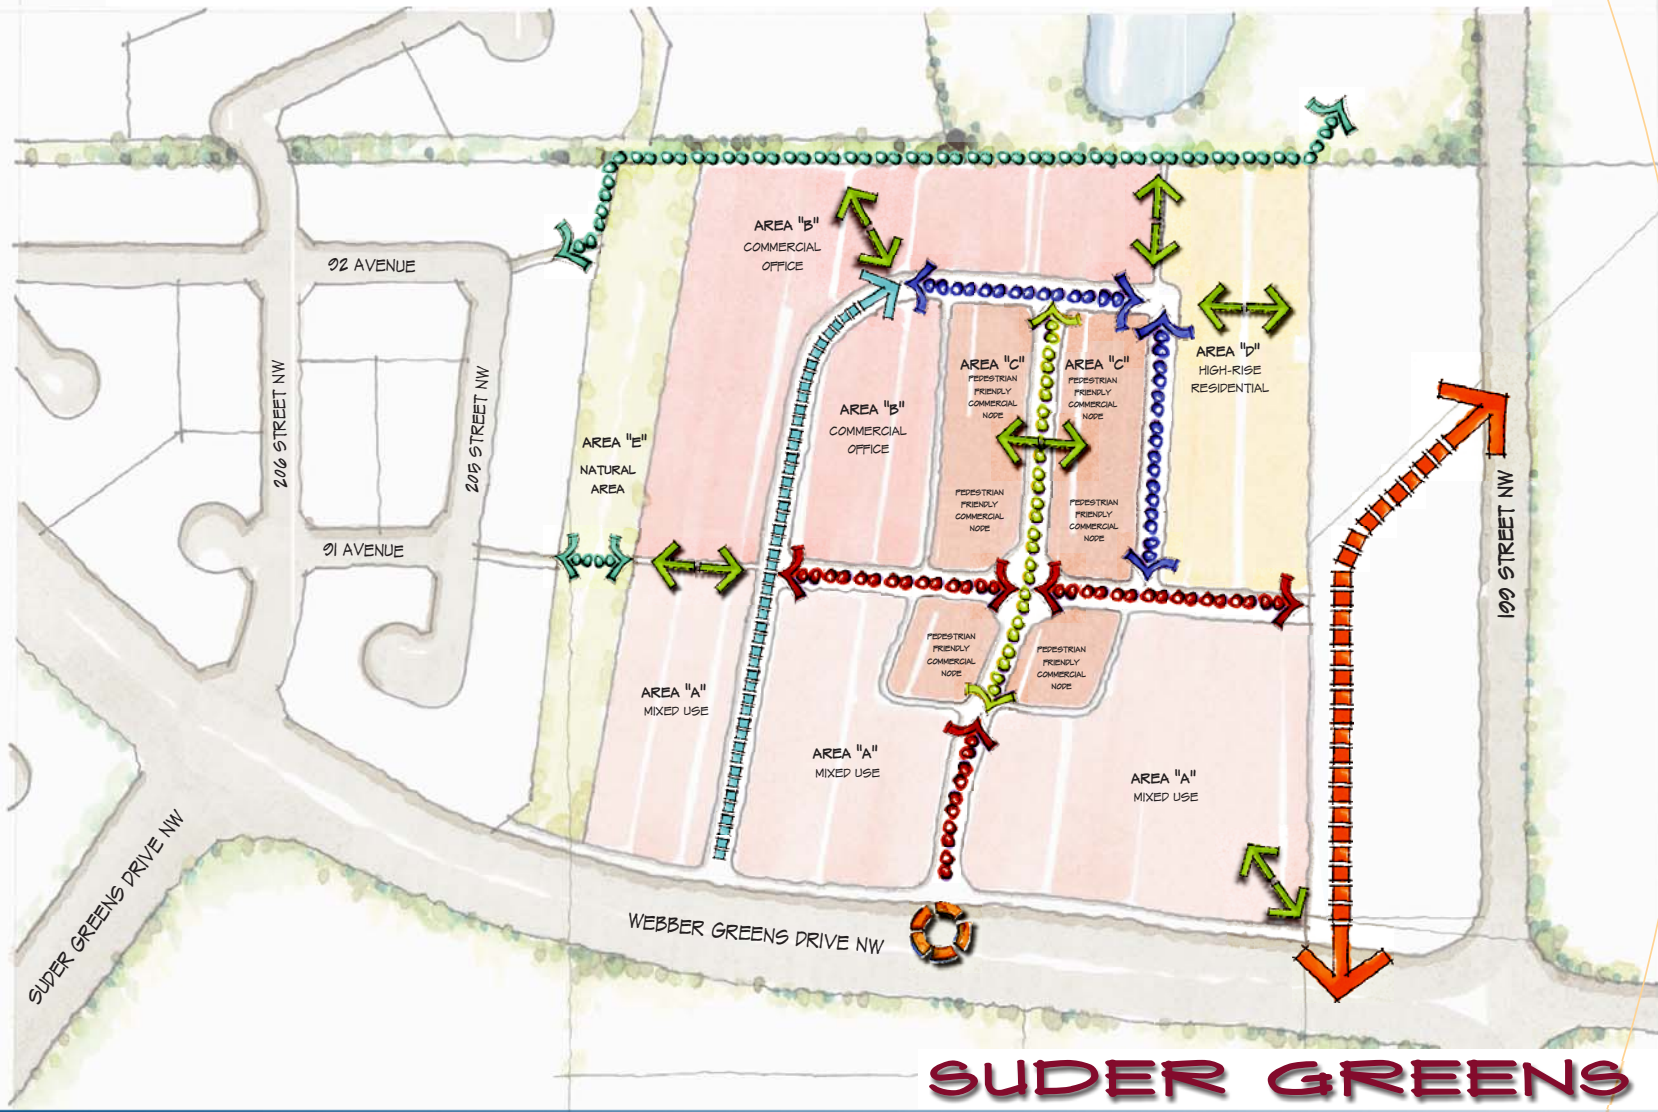 AREA "B"
COMMERCIAL
OFFICE
92 AVENUE
206 STREET NW
205 STREET NW
91 AVENUE
AREA "E"
NATURAL
AREA
AREA "B"
COMMERCIAL
OFFICE
AREA "C"
PEDESTRIAN
FRIENDLY
COMMERCIAL
NODE
AREA "C"
PEDESTRIAN
FRIENDLY
COMMERCIAL
NODE
AREA "D"
HIGH-RISE
RESIDENTIAL
PEDESTRIAN
FRIENDLY
COMMERCIAL
NODE
PEDESTRIAN
FRIENDLY
COMMERCIAL
NODE
199 STREET NW
PEDESTRIAN
FRIENDLY
COMMERCIAL
NODE
PEDESTRIAN
FRIENDLY
COMMERCIAL
NODE
AREA "A"
MIXED USE
AREA "A"
MIXED USE
AREA "A"
MIXED USE
SUDER GREENS DRIVE NW
WEBBER GREENS DRIVE NW
SUDER GREENS